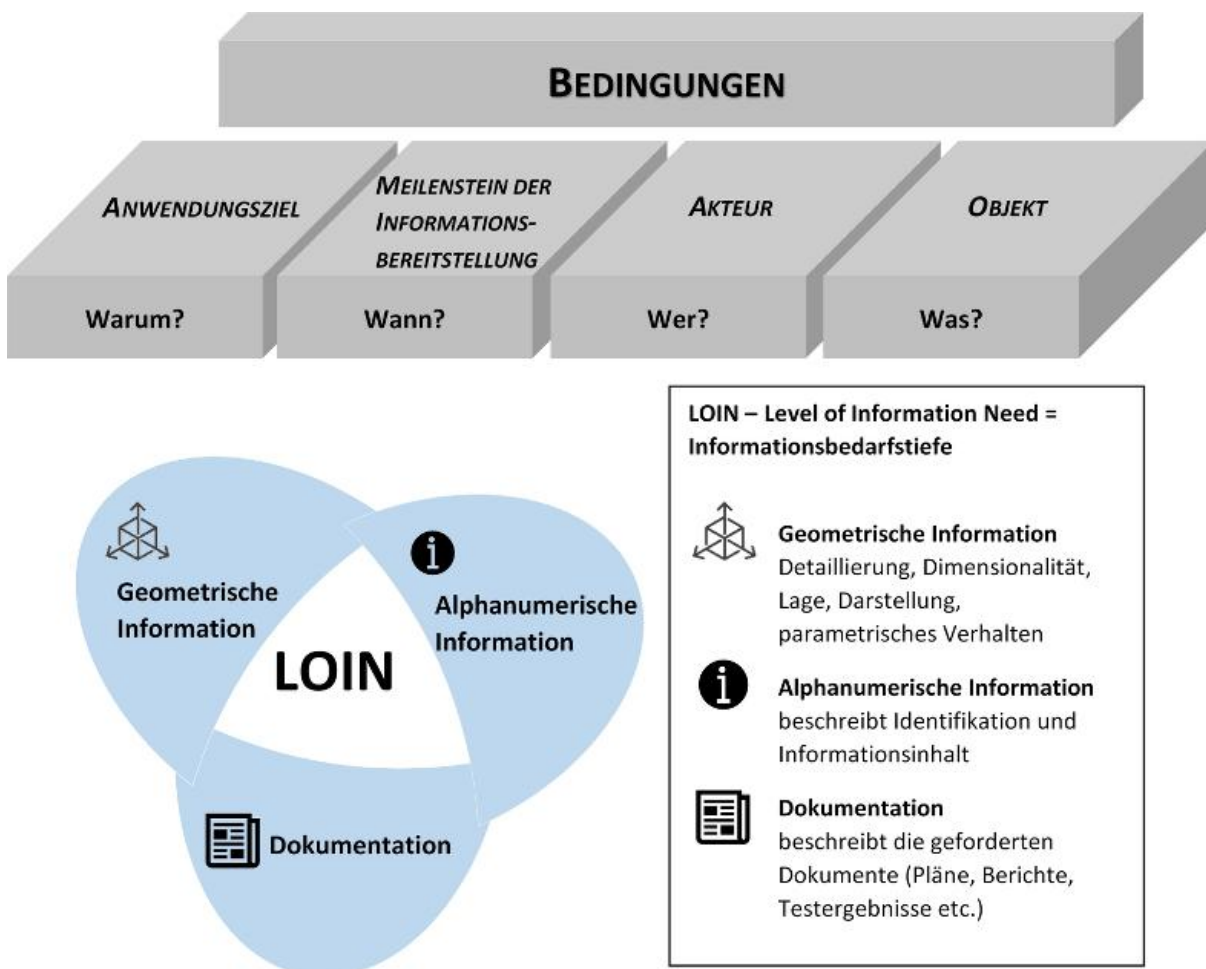 BEDINGUNGEN
ANWENDUNGSZIEL
MEILENSTEIN DER
INFORMATIONS-
BEREITSTELLUNG
AKTEUR
OBJEKT
Warum?
Wann?
Wer?
Was?
Geometrische
Information
Alphanumerische
Information
LOIN
Dokumentation
LOIN – Level of Information Need =
Informationsbedarfstiefe
Geometrische Information
Detaillierung, Dimensionalität,
Lage, Darstellung,
parametrisches Verhalten
Alphanumerische Information
beschreibt Identifikation und
Informationsinhalt
Dokumentation
beschreibt die geforderten
Dokumente (Pläne, Berichte,
Testergebnisse etc.)